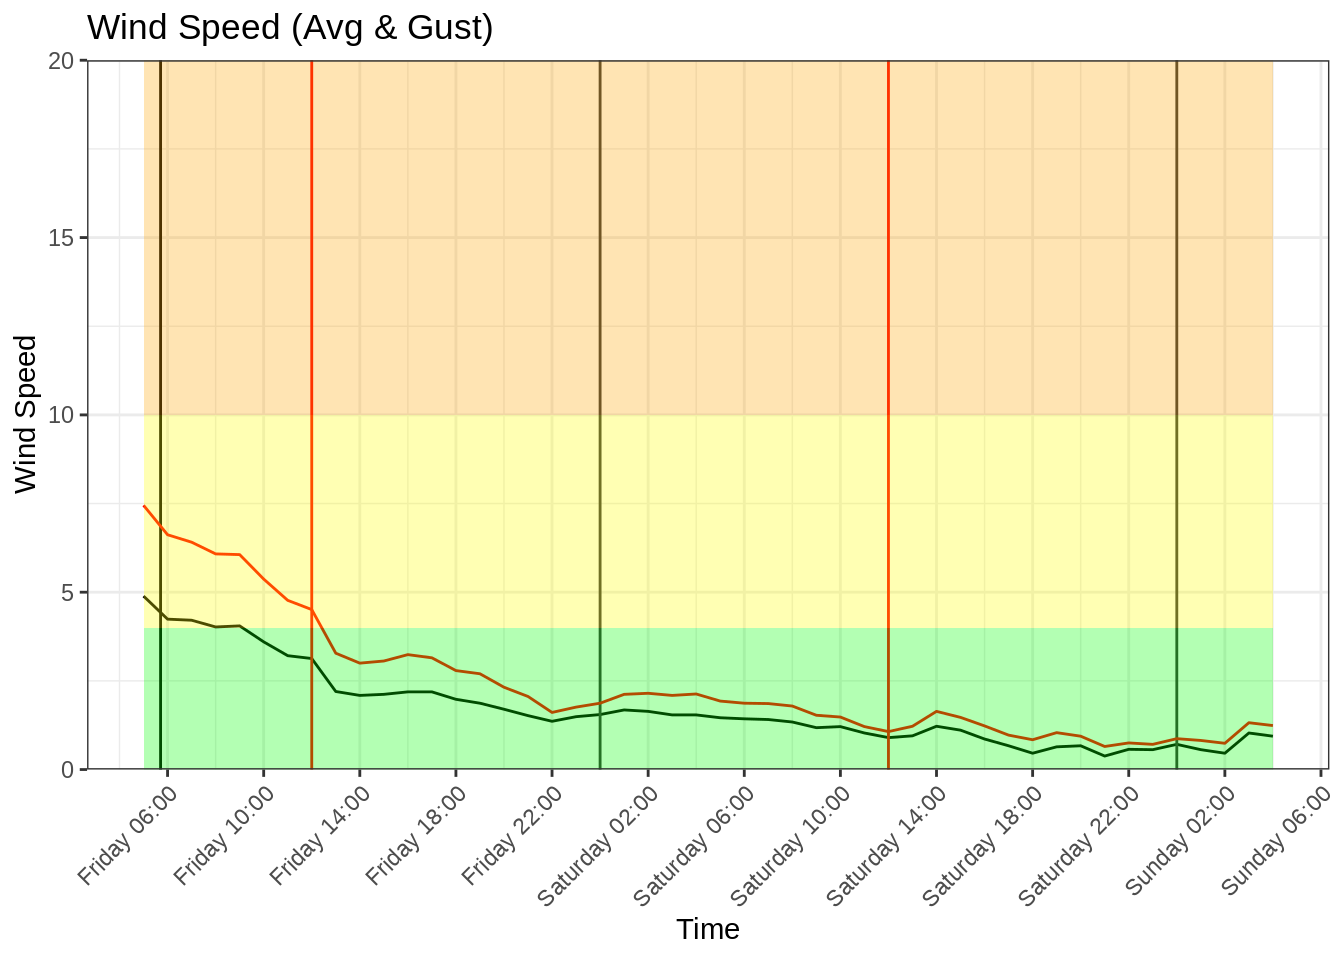 Wind Speed (Avg & Gust)
20
15
10
5
0
Wind Speed
Friday 06:00
Friday 10:00
Friday 14:00
Friday 18:00
Friday 22:00
Saturday 02:00
Saturday 06:00
Saturday 10:00
Saturday 14:00
Saturday 18:00
Saturday 22:00
Sunday 02:00
Sunday 06:00
Time